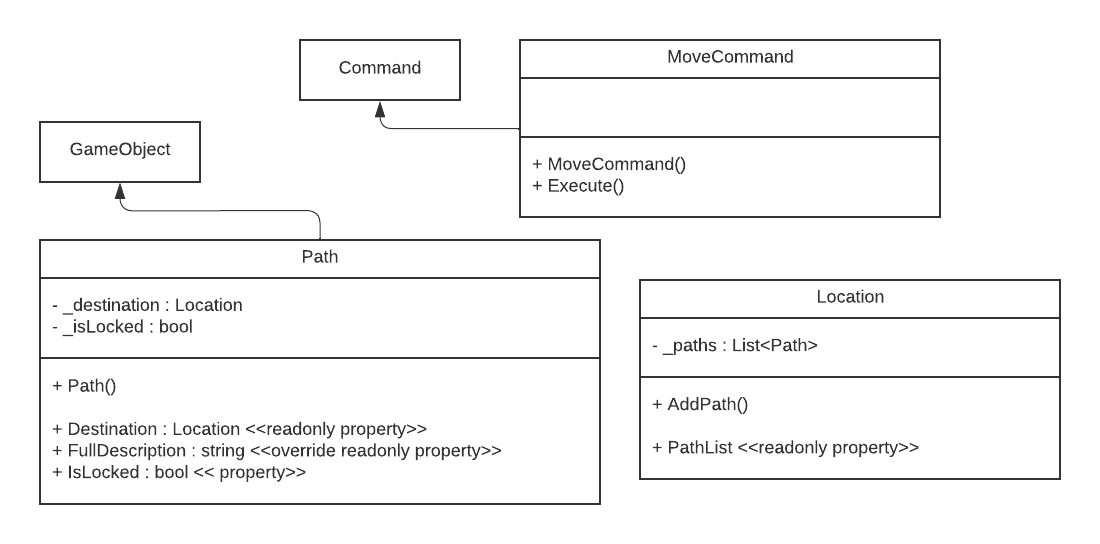 Command
MoveCommand
+ MoveCommand()
+ Execute()
GameObject
Path
- _destination : Location
- _isLocked : bool
+ Path()
+ Destination : Location <<readonly property>>
+ FullDescription : string <<override readonly property>>
+ IsLocked : bool << property>>
Location
- _paths : List<Path>
+ AddPath()
+ PathList <<readonly property>>